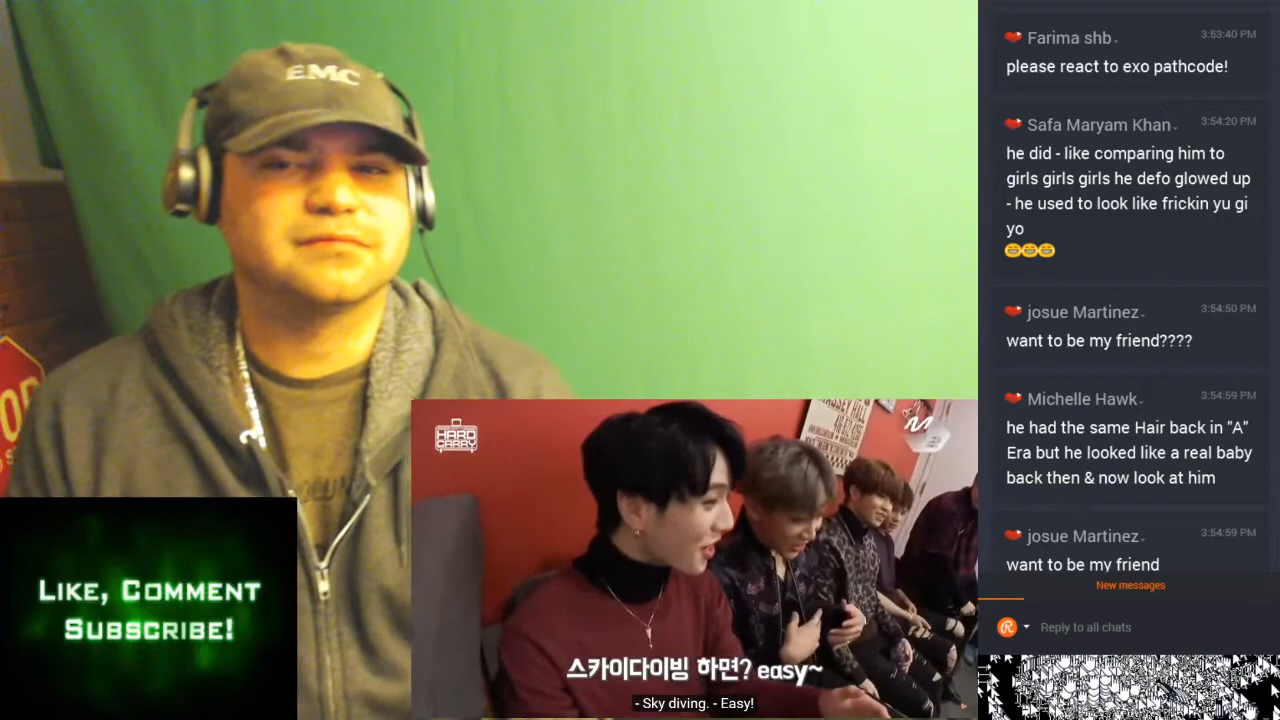 EMC
LIKE, COMMENT
SUBSCRIBE!
HARD
CARRY
스카이다이빙 하면? easy~
- Sky diving. - Easy!
Farima shb
3:53:40 PM
please react to exo pathcode!
Safa Maryam Khan
3:54:20 PM
he did - like comparing him to
girls girls girls he defo glowed up
- he used to look like frickin yu gi
yo
😂😂😂
josue Martinez
3:54:50 PM
want to be my friend????
Michelle Hawk
3:54:59 PM
he had the same Hair back in "A"
Era but he looked like a real baby
back then & now look at him
josue Martinez
3:54:59 PM
want to be my friend
New messages
Reply to all chats